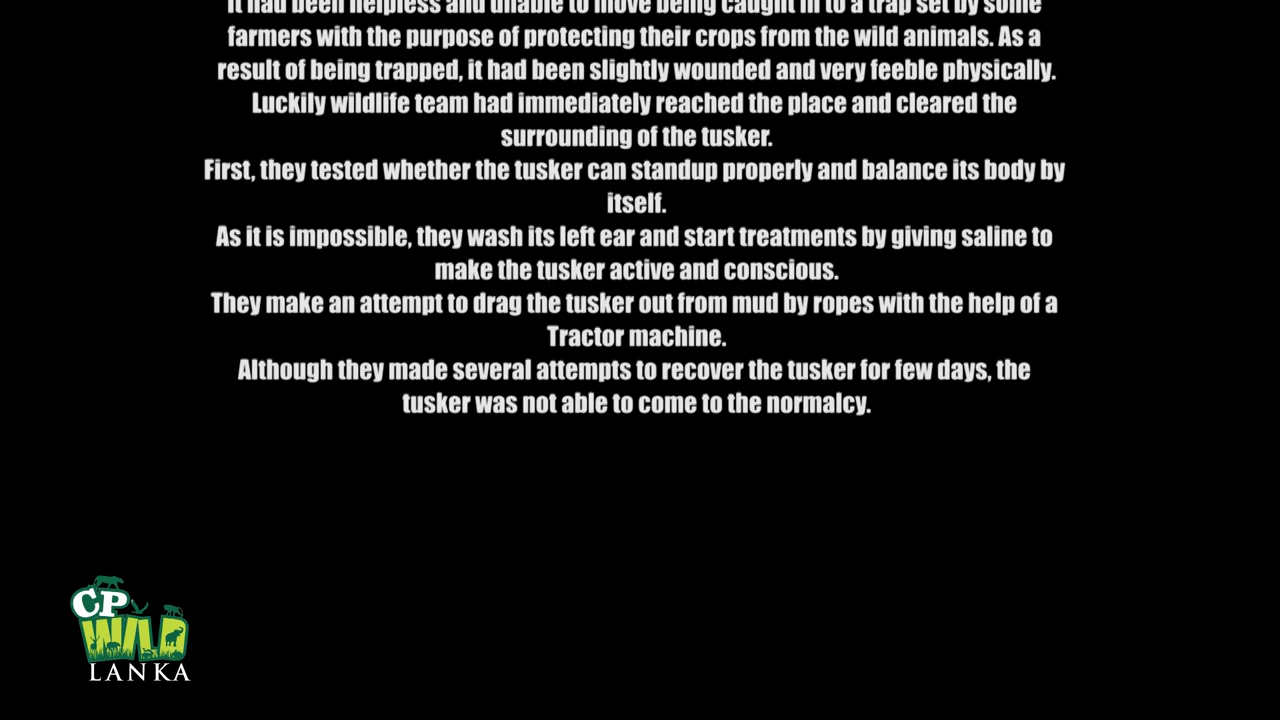 It had been helpless and unable to move being caught in to a trap set by some
farmers with the purpose of protecting their crops from the wild animals. As a
result of being trapped, it had been slightly wounded and very feeble physically.
Luckily wildlife team had immediately reached the place and cleared the
surrounding of the tusker.
First, they tested whether the tusker can standup properly and balance its body by
itself.
As it is impossible, they wash its left ear and start treatments by giving saline to
make the tusker active and conscious.
They make an attempt to drag the tusker out from mud by ropes with the help of a
Tractor machine.
Although they made several attempts to recover the tusker for few days, the
tusker was not able to come to the normalcy.
CP
WILD
LANKA